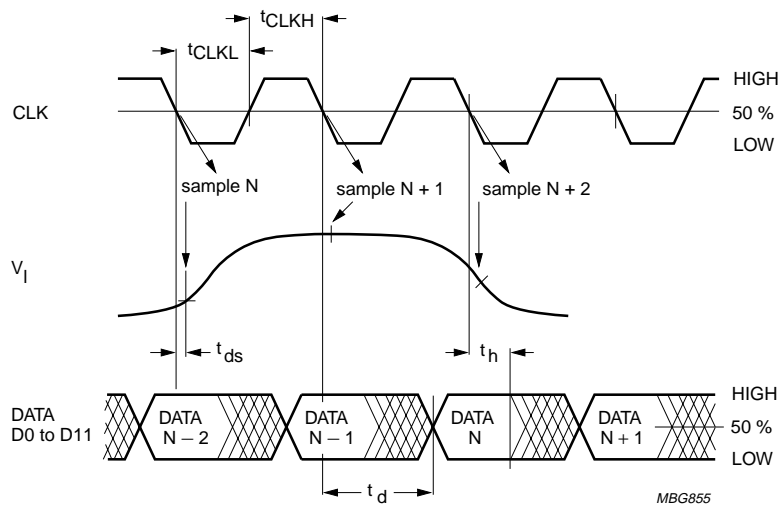 tCLKH
tCLKL
HIGH
CLK
50 %
LOW
sample N
sample N + 1
sample N + 2
VI
tds
th
HIGH
DATA
D0 to D11
DATA
N − 2
DATA
N − 1
DATA
N
DATA
N + 1
50 %
LOW
td
MBG855